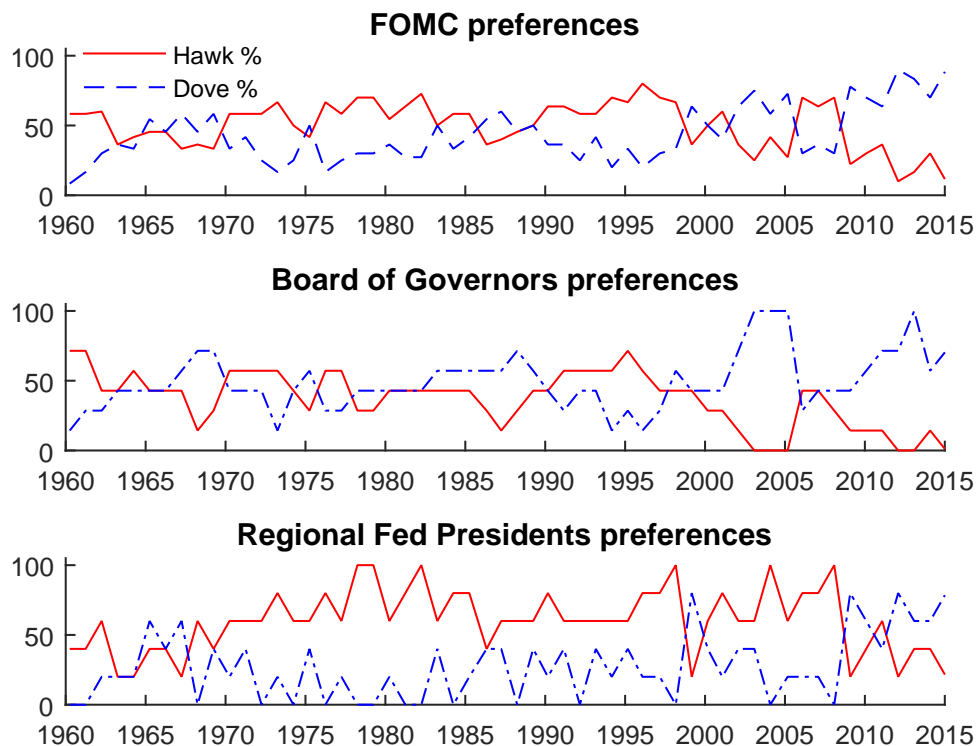 FOMC preferences
100
Hawk %
Dove %
50
0
1960 1965 1970 1975 1980 1985 1990 1995 2000 2005 2010 2015
Board of Governors preferences
100
50
0
1960 1965 1970 1975 1980 1985 1990 1995 2000 2005 2010 2015
Regional Fed Presidents preferences
100
50
0
1960 1965 1970 1975 1980 1985 1990 1995 2000 2005 2010 2015